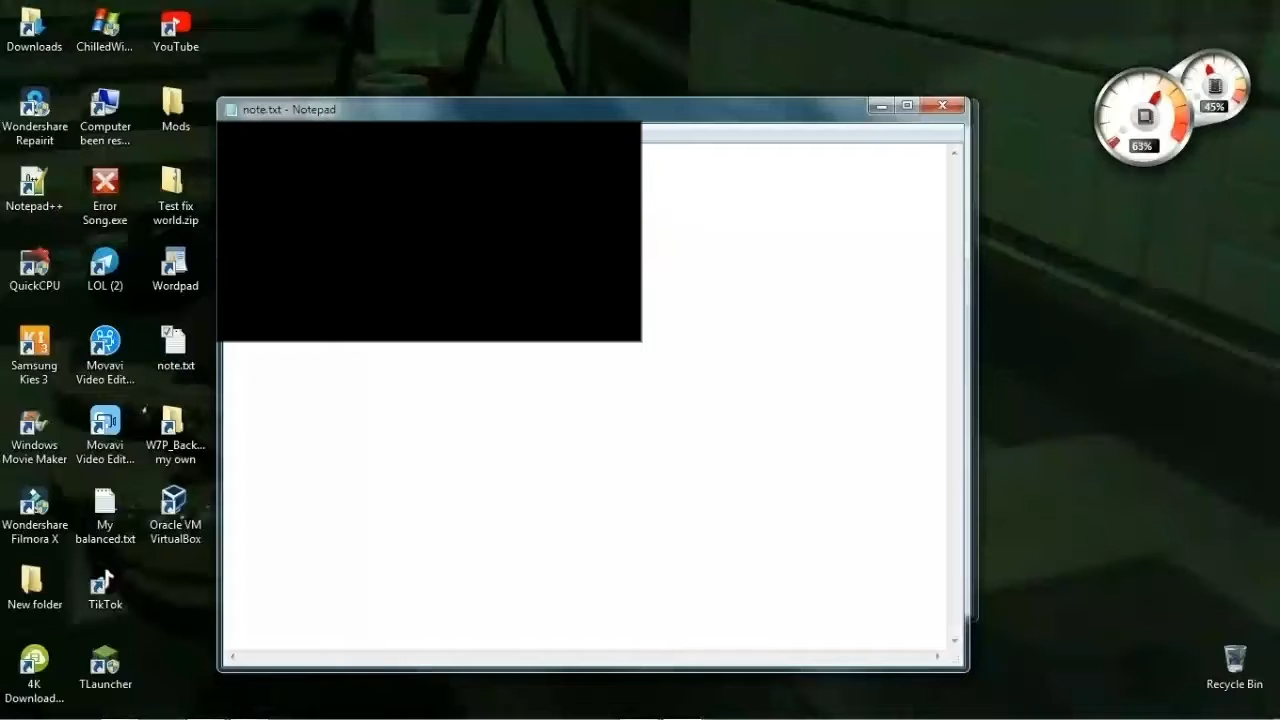 Downloads
ChilledWi...
YouTube
Wondershare
Repairit
Computer
been res...
Mods
Notepad++
Error
Song.exe
Test fix
world.zip
QuickCPU
LOL (2)
Wordpad
Samsung
Kies 3
Movavi
Video Edit...
note.txt
Windows
Movie Maker
Movavi
Video Edit...
W7P_Back...
my own
Wondershare
Filmora X
My
balanced.txt
Oracle VM
VirtualBox
New folder
TikTok
4K
Download...
TLauncher
note.txt - Notepad
63%
45%
Recycle Bin